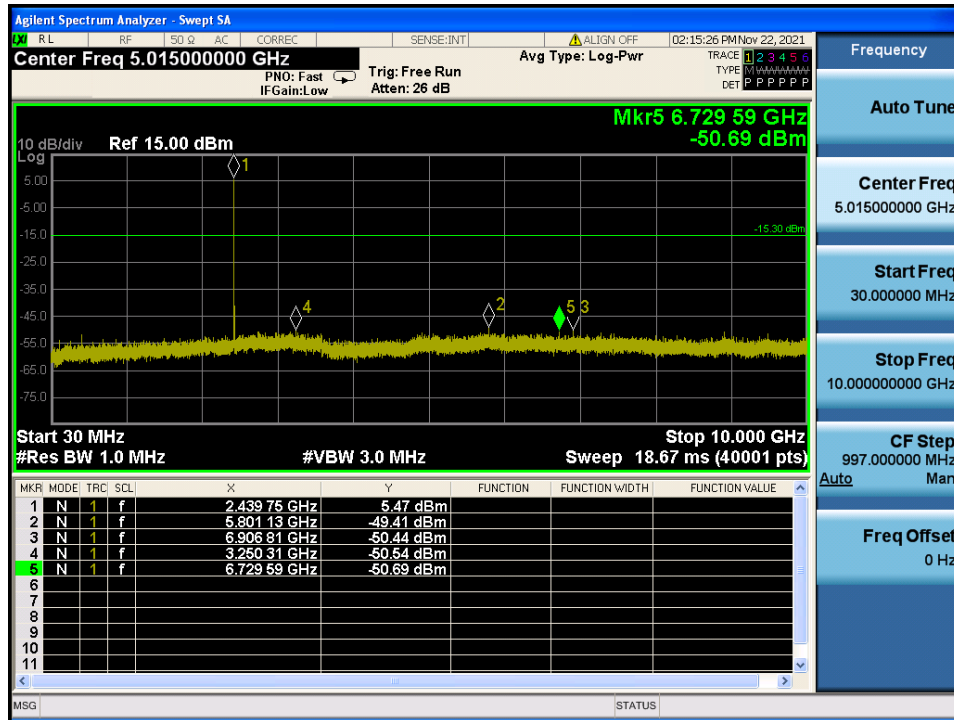 Agilent Spectrum Analyzer - Swept SA
LXI RL RF 50 Ω AC CORREC SENSE:INT ALIGN OFF 02:15:26 PM Nov 22, 2021
Center Freq 5.015000000 GHz
PNO: Fast
IFGain:Low
Trig: Free Run
Atten: 26 dB
Avg Type: Log-Pwr
TRACE 1 2 3 4 5 6
TYPE M WWWWW
DET P P P P P P
Mkr5 6.729 59 GHz
-50.69 dBm
10 dB/div Ref 15.00 dBm
Log
5.00
-5.00
-15.0
-25.0
-35.0
-45.0
-55.0
-65.0
-75.0
1
4
2
5
3
-15.30 dBm
Start 30 MHz Stop 10.000 GHz
#Res BW 1.0 MHz #VBW 3.0 MHz Sweep 18.67 ms (40001 pts)
MKR MODE TRC SCL X Y FUNCTION FUNCTION WIDTH FUNCTION VALUE
1 N 1 f 2.439 75 GHz 5.47 dBm
2 N 1 f 5.801 13 GHz -49.41 dBm
3 N 1 f 6.906 81 GHz -50.44 dBm
4 N 1 f 3.250 31 GHz -50.54 dBm
5 N 1 f 6.729 59 GHz -50.69 dBm
6
7
8
9
10
11
MSG STATUS
Frequency
Auto Tune
Center Freq
5.015000000 GHz
Start Freq
30.000000 MHz
Stop Freq
10.000000000 GHz
CF Step
997.000000 MHz
Auto Man
Freq Offset
0 Hz